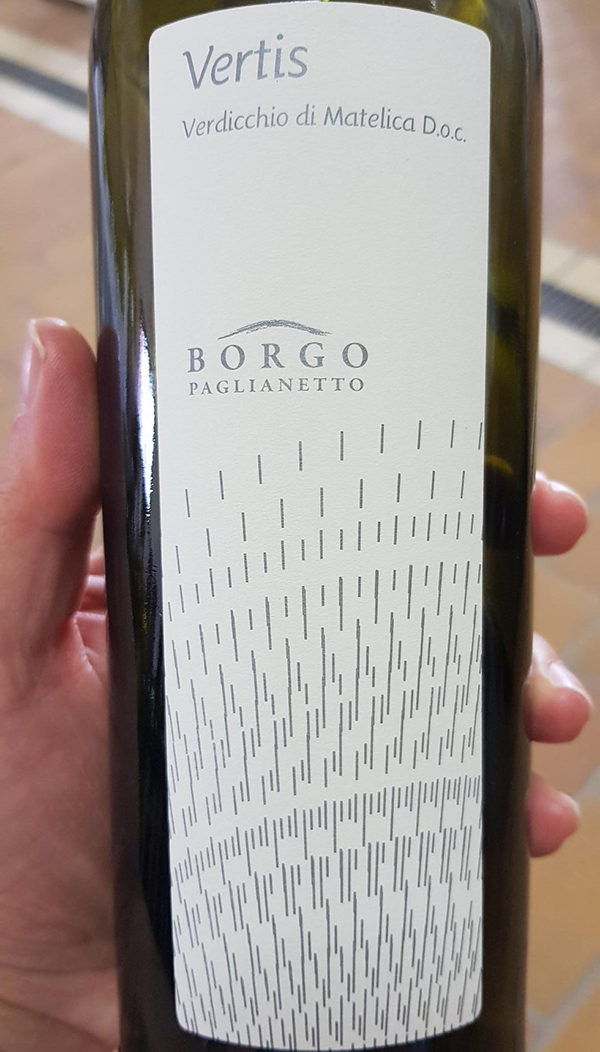 Vertis
Verdicchio di Matelica D.o.c.
BORGO
PAGLIANETTO